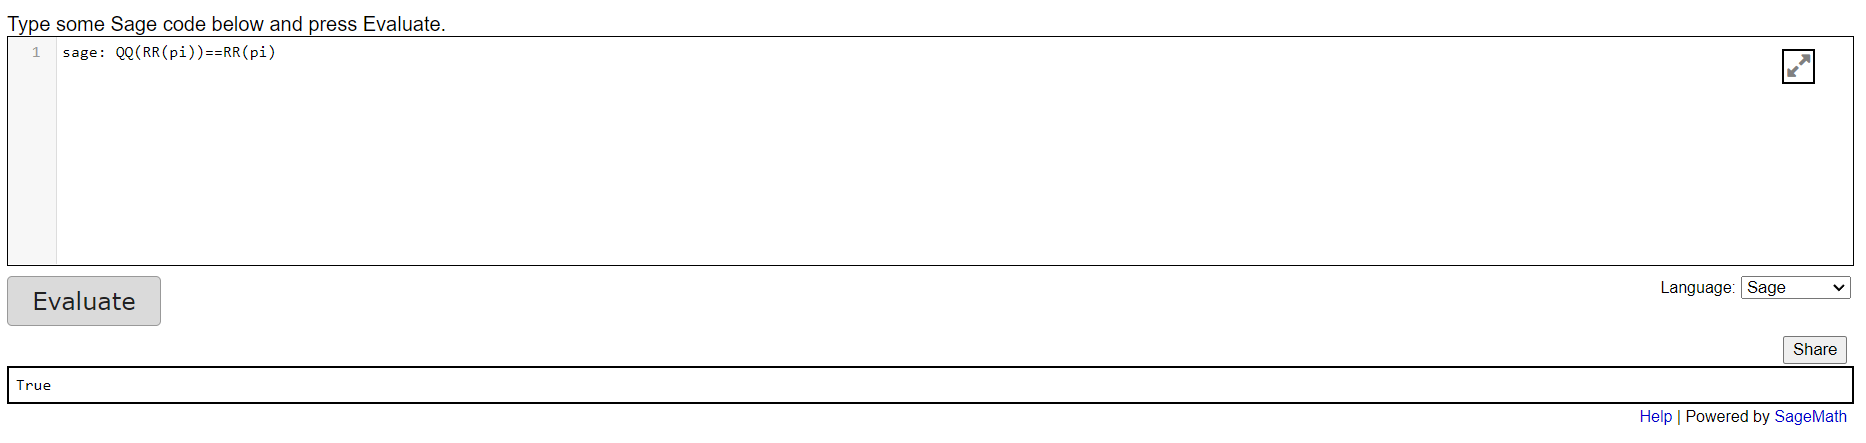 Type some Sage code below and press Evaluate.
1 sage: QQ(RR(pi))==RR(pi)
Evaluate
Language: Sage
Share
True
Help | Powered by SageMath